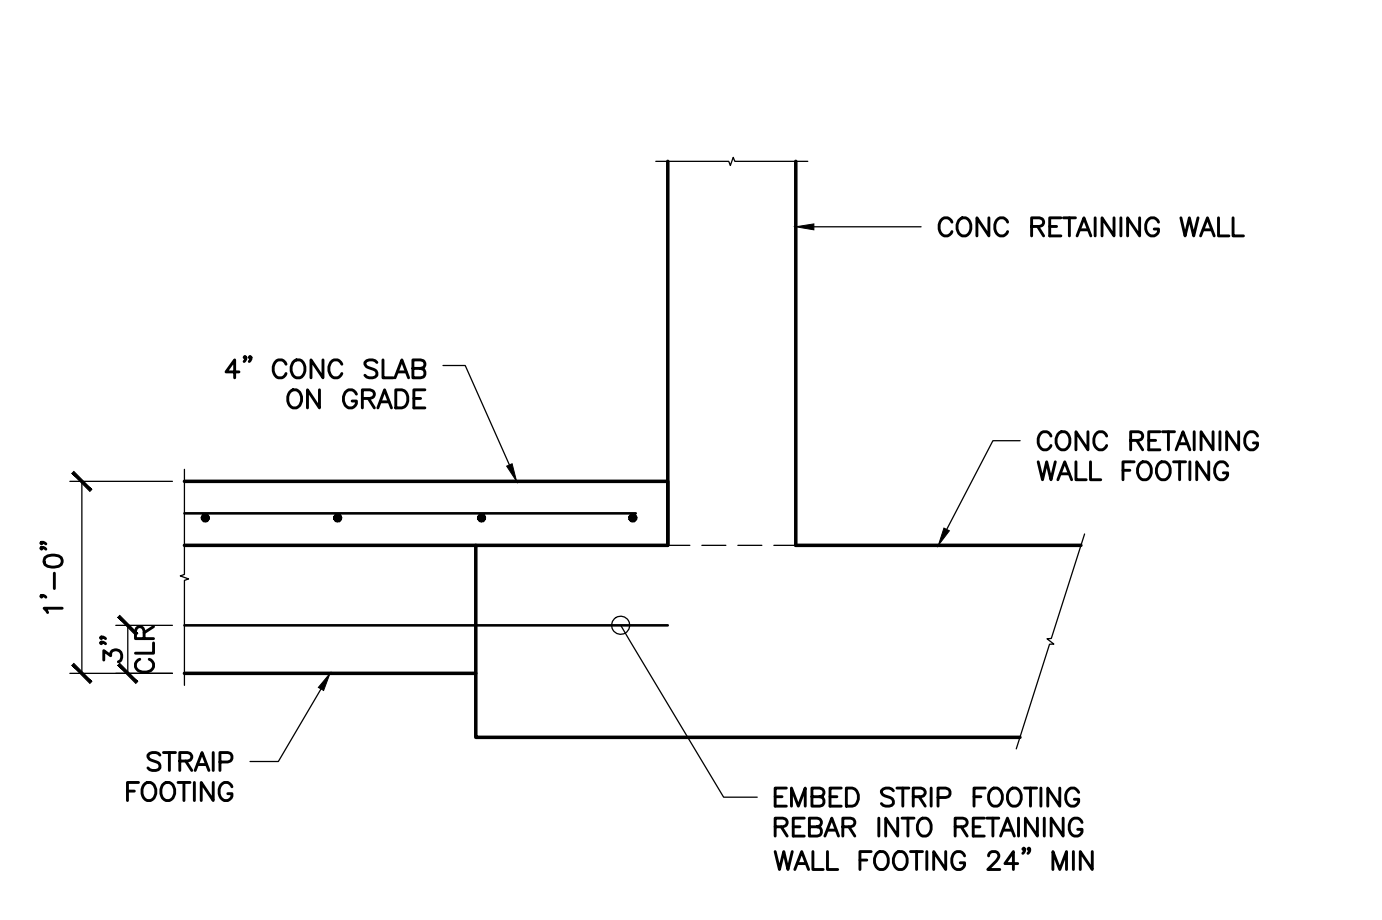 CONC RETAINING WALL
4” CONC SLAB
ON GRADE
CONC RETAINING
WALL FOOTING
1'-0”
3”
CLR
STRAIP
FOOTING
EMBED STRIP FOOTING
REBAR INTO RETAINING
WALL FOOTING 24” MIN